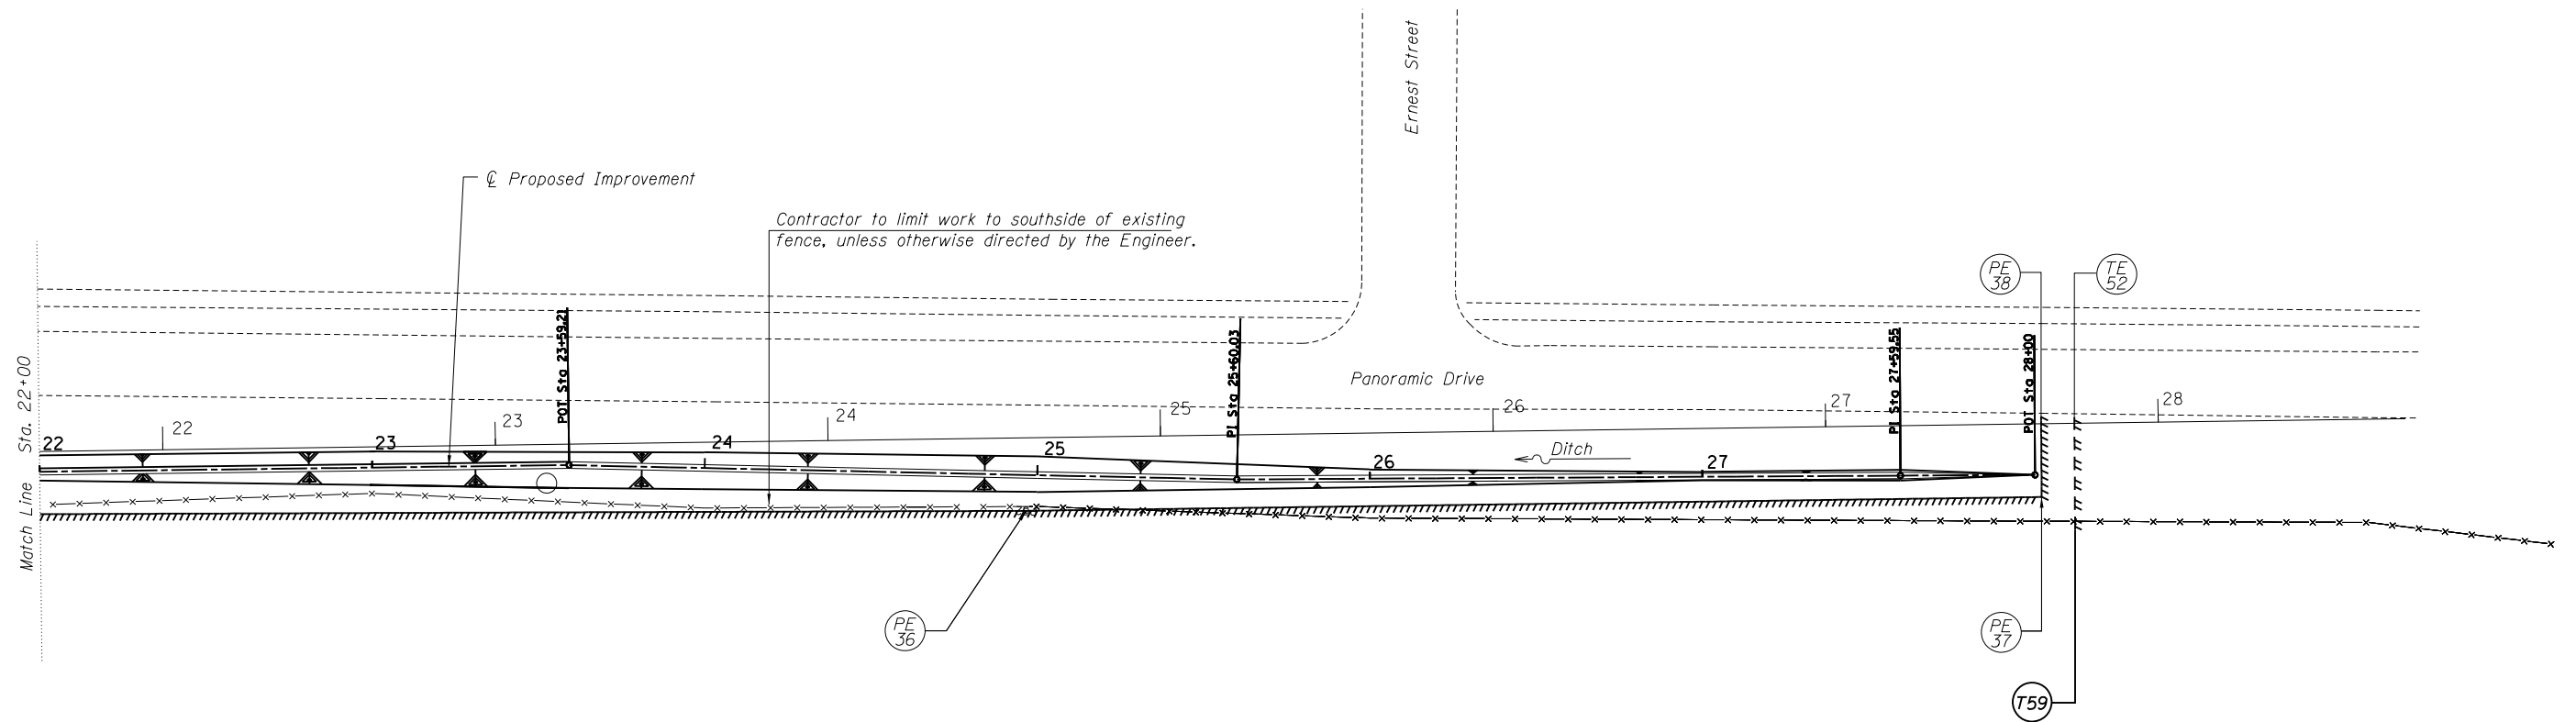 Ernest Street
℄ Proposed Improvement
Contractor to limit work to southside of existing
fence, unless otherwise directed by the Engineer.
PE
38
TE
52
Match Line Sta. 22+00
POT Sta 23+59.21
PI Sta 25+60.03
PI Sta 27+59.55
POT Sta 28+00
Panoramic Drive
22
23
24
25
26
27
28
22
23
24
25
26
27
Ditch
PE
36
PE
37
T59